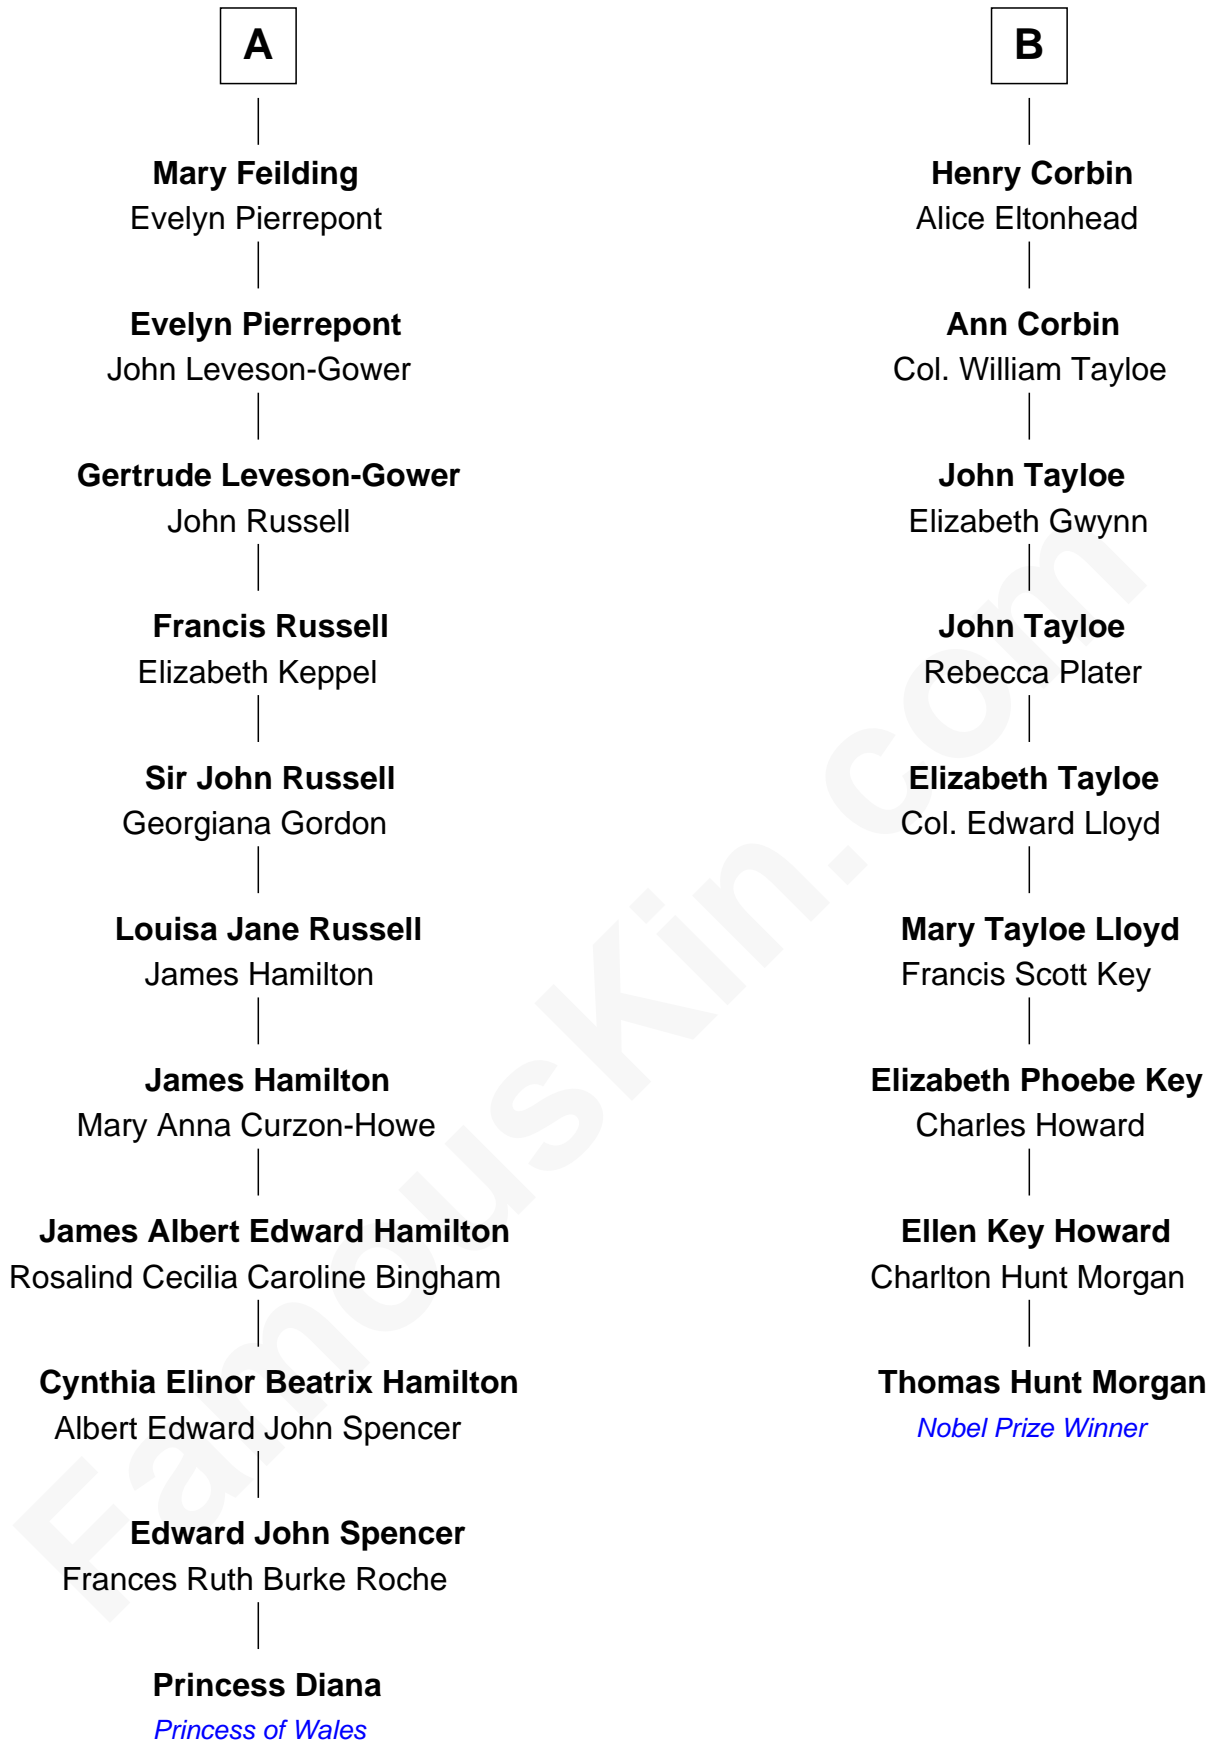 A
Mary Feilding
Evelyn Pierrepont
Evelyn Pierrepont
John Leveson-Gower
Gertrude Leveson-Gower
John Russell
Francis Russell
Elizabeth Keppel
Sir John Russell
Georgiana Gordon
Louisa Jane Russell
James Hamilton
James Hamilton
Mary Anna Curzon-Howe
James Albert Edward Hamilton
Rosalind Cecilia Caroline Bingham
Cynthia Elinor Beatrix Hamilton
Albert Edward John Spencer
Edward John Spencer
Frances Ruth Burke Roche
Princess Diana
Princess of Wales
B
Henry Corbin
Alice Eltonhead
Ann Corbin
Col. William Tayloe
John Tayloe
Elizabeth Gwynn
John Tayloe
Rebecca Plater
Elizabeth Tayloe
Col. Edward Lloyd
Mary Tayloe Lloyd
Francis Scott Key
Elizabeth Phoebe Key
Charles Howard
Ellen Key Howard
Charlton Hunt Morgan
Thomas Hunt Morgan
Nobel Prize Winner
FamousKin.com